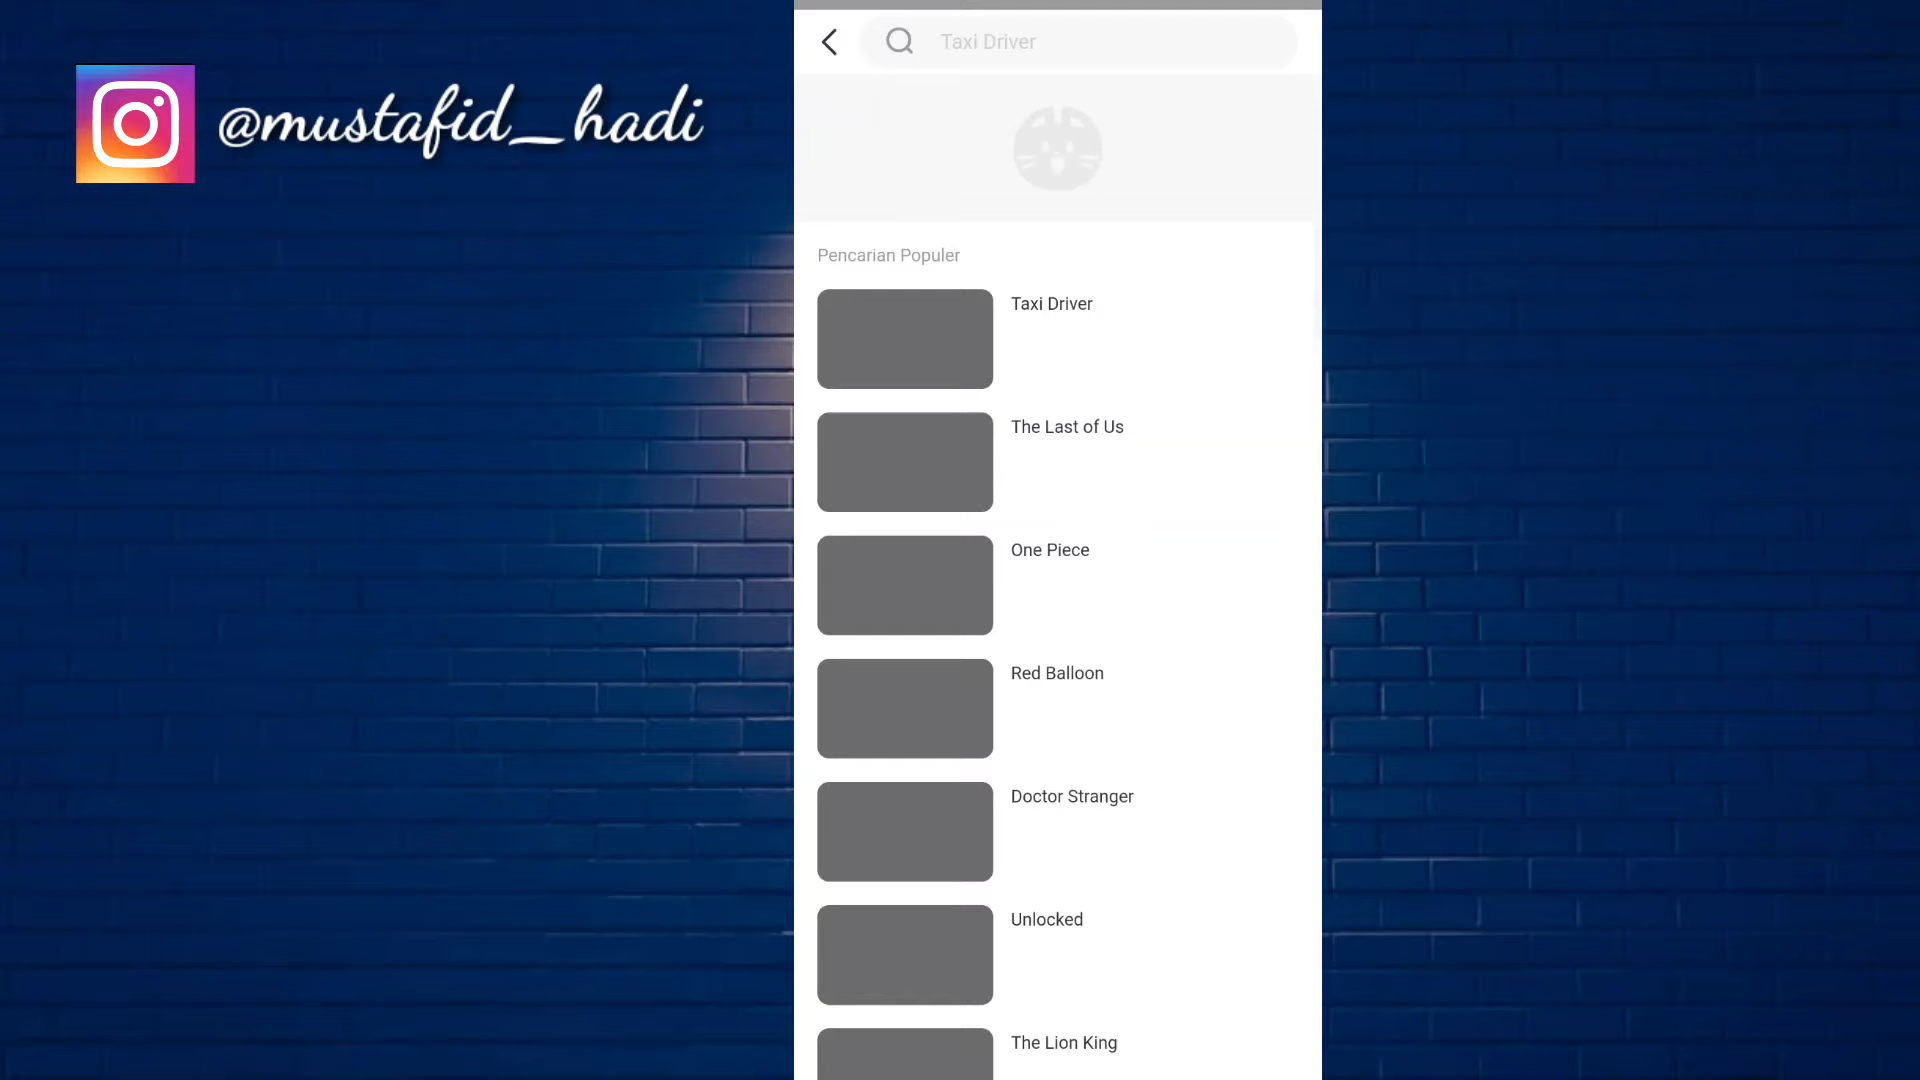 @mustafid_hadi
Taxi Driver
Pencarian Populer
Taxi Driver
The Last of Us
One Piece
Red Balloon
Doctor Stranger
Unlocked
The Lion King